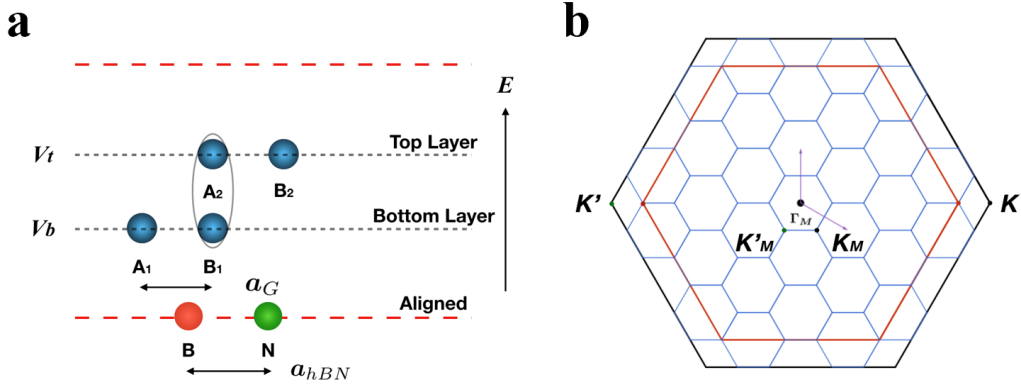 a
E
Vt
Top Layer
A2
B2
Vb
Bottom Layer
A1
B1
aG
Aligned
B
N
ahBN
b
K'
K
ΓM
K'M
KM